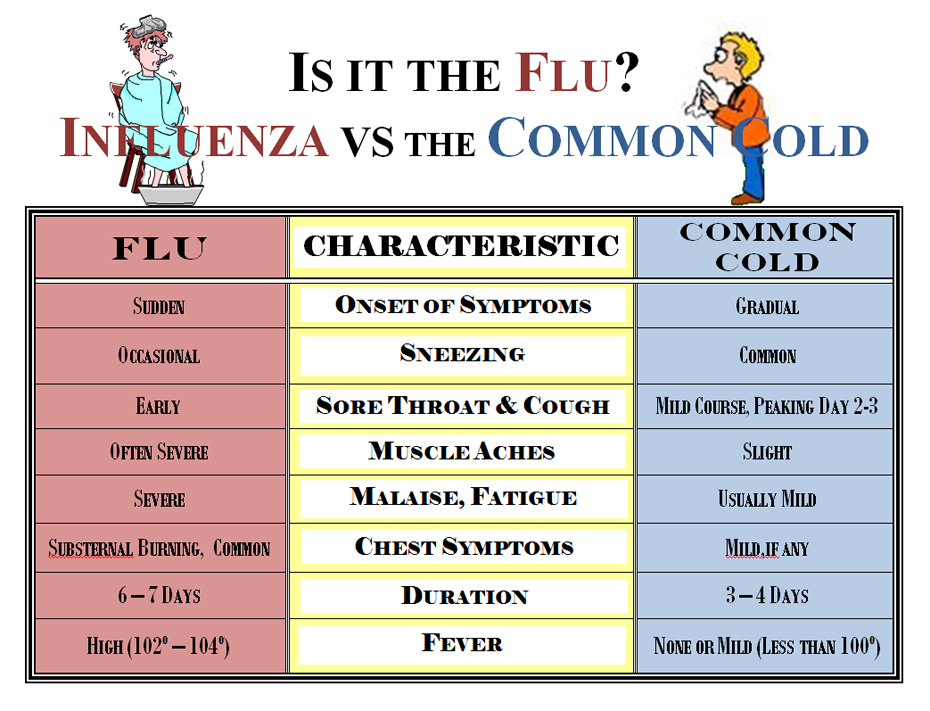 IS IT THE FLU?
INFLUENZA VS THE COMMON COLD
FLU CHARACTERISTIC COMMON COLD
SUDDEN ONSET OF SYMPTOMS GRADUAL
OCCASIONAL SNEEZING COMMON
EARLY SORE THROAT & COUGH MILD COURSE, PEAKING DAY 2-3
OFTEN SEVERE MUSCLE ACHES SLIGHT
SEVERE MALAISE, FATIGUE USUALLY MILD
SUBSTERNAL BURNING, COMMON CHEST SYMPTOMS MILD,IF ANY
6 – 7 DAYS DURATION 3 – 4 DAYS
HIGH (102⁰ – 104⁰) FEVER NONE OR MILD (LESS THAN 100⁰)